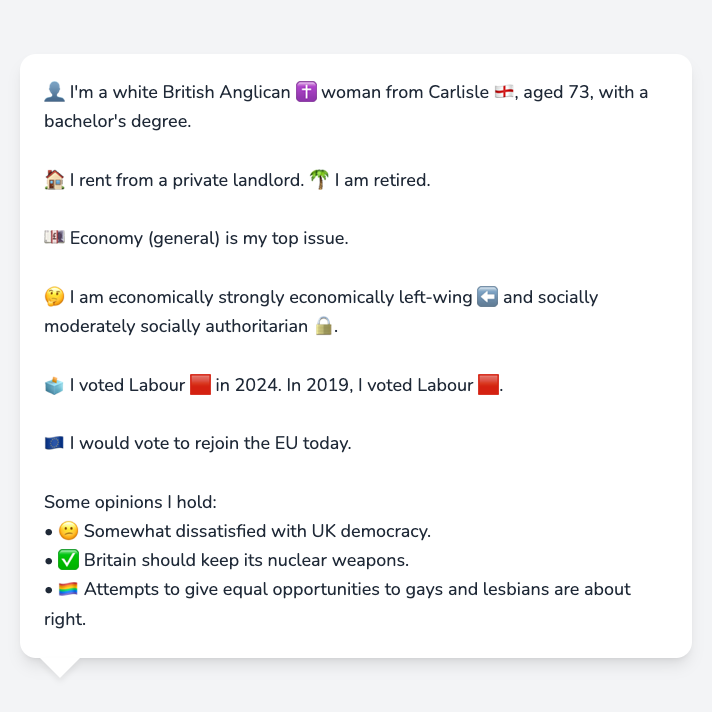 👤 I'm a white British Anglican ✝️ woman from Carlisle 🏴󠁧󠁢󠁥󠁮󠁧󠁿, aged 73, with a
bachelor's degree.
🏠 I rent from a private landlord. 🌴 I am retired.
💷 Economy (general) is my top issue.
🤔 I am economically strongly economically left-wing ⬅️ and socially
moderately socially authoritarian 🔒.
🗳️ I voted Labour 🟥 in 2024. In 2019, I voted Labour 🟥.
🇪🇺 I would vote to rejoin the EU today.
Some opinions I hold:
• 🙁 Somewhat dissatisfied with UK democracy.
• ✅ Britain should keep its nuclear weapons.
• 🏳️‍🌈 Attempts to give equal opportunities to gays and lesbians are about
right.